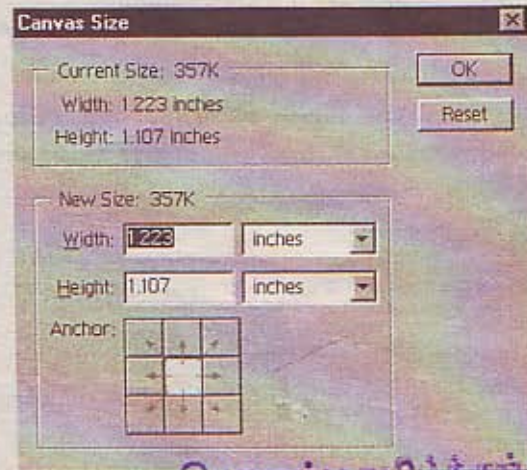 Canvas Size
Current Size: 357K
Width: 1.223 inches
Height: 1.107 inches
OK
Reset
New Size: 357K
Width: 1.223 inches
Height: 1.107 inches
Anchor: